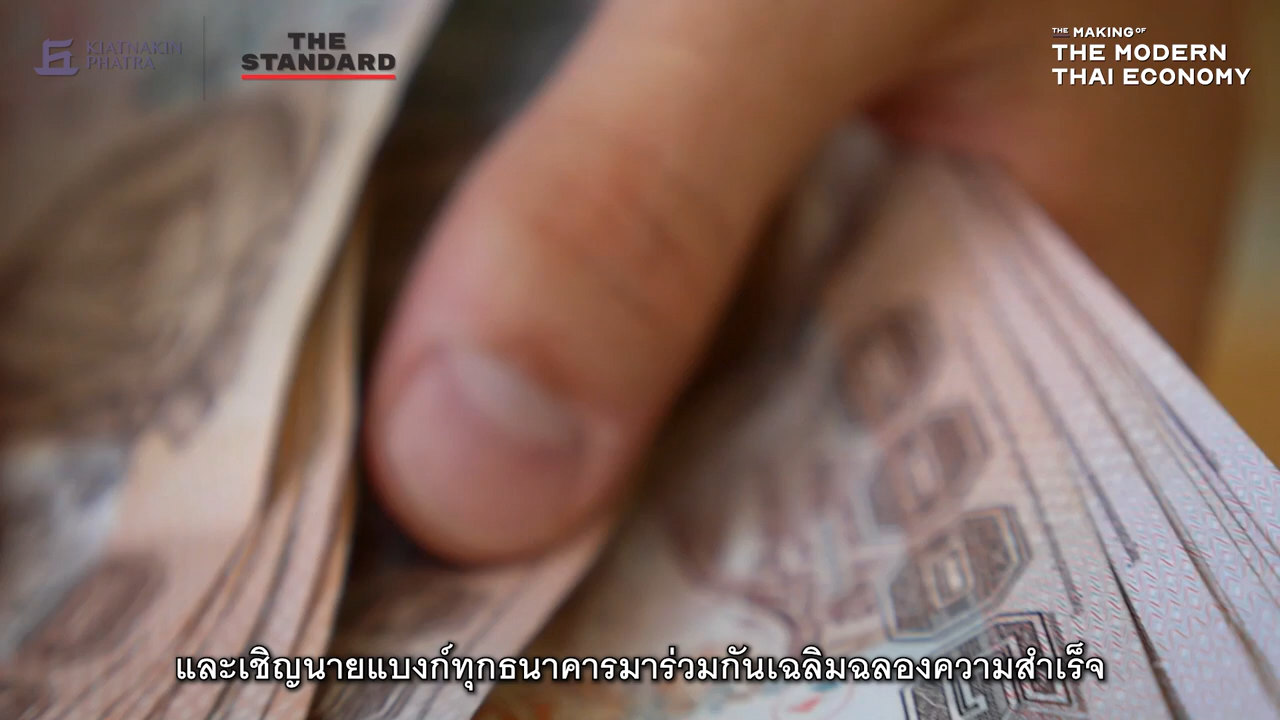 KIATNAKIN
PHATRA
THE
STANDARD
THE MAKING OF
THE MODERN
THAI ECONOMY
และเชิญนายแบงก์ทุกธนาคารมาร่วมกันเฉลิมฉลองความสำเร็จ